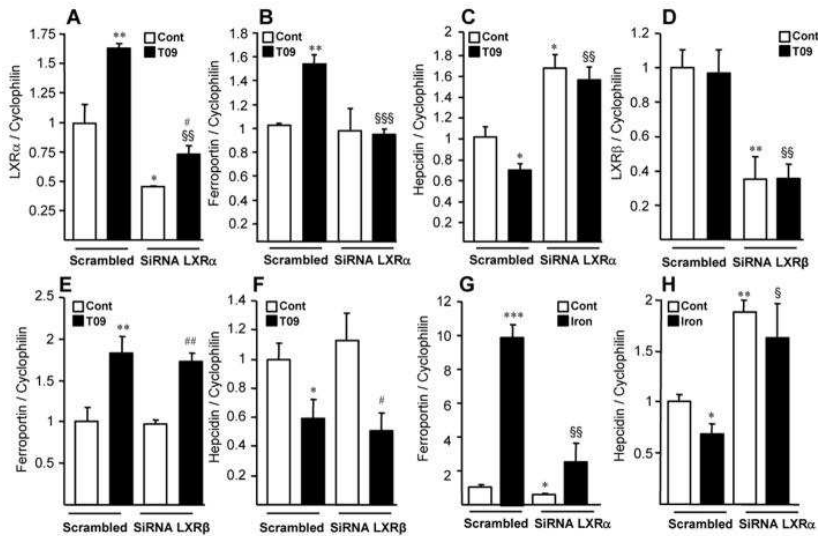 A
LXRα / Cyclophilin
1.75
1.5
1.25
1
0.75
0.5
0.25
Cont
T09
**
*
#
§§
Scrambled SiRNA LXRα
B
Ferroportin / Cyclophilin
1.8
1.6
1.4
1.2
1
0.8
0.6
0.4
0.2
Cont
T09
**
§§§
Scrambled SiRNA LXRα
C
Hepcidin / Cyclophilin
2
1.8
1.6
1.4
1.2
1
0.8
0.6
0.4
0.2
Cont
T09
*
*
§§
Scrambled SiRNA LXRα
D
LXRβ / Cyclophilin
1.2
1
0.8
0.6
0.4
0.2
Cont
T09
**
§§
Scrambled SiRNA LXRβ
E
Ferroportin / Cyclophilin
2.5
2
1.5
1
0.5
Cont
T09
**
##
Scrambled SiRNA LXRβ
F
Hepcidin / Cyclophilin
1.4
1.2
1
0.8
0.6
0.4
0.2
Cont
T09
*
#
Scrambled SiRNA LXRβ
G
Ferroportin / Cyclophilin
12
10
8
6
4
2
Cont
Iron
***
*
§§
Scrambled SiRNA LXRα
H
Hepcidin / Cyclophilin
2
1.5
1
0.5
Cont
Iron
*
**
§
Scrambled SiRNA LXRα